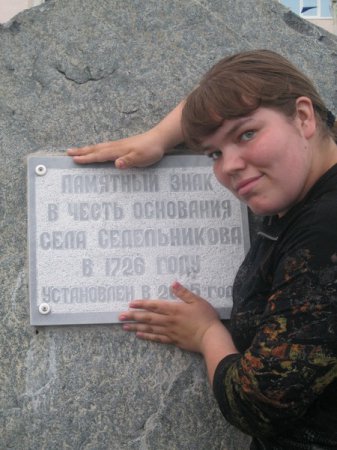 ПАМЯТНЫЙ ЗНАК
В ЧЕСТЬ ОСНОВАНИЯ
СЕЛА СЕДЕЛЬНИКОВА
В 1726 ГОДУ
УСТАНОВЛЕН В